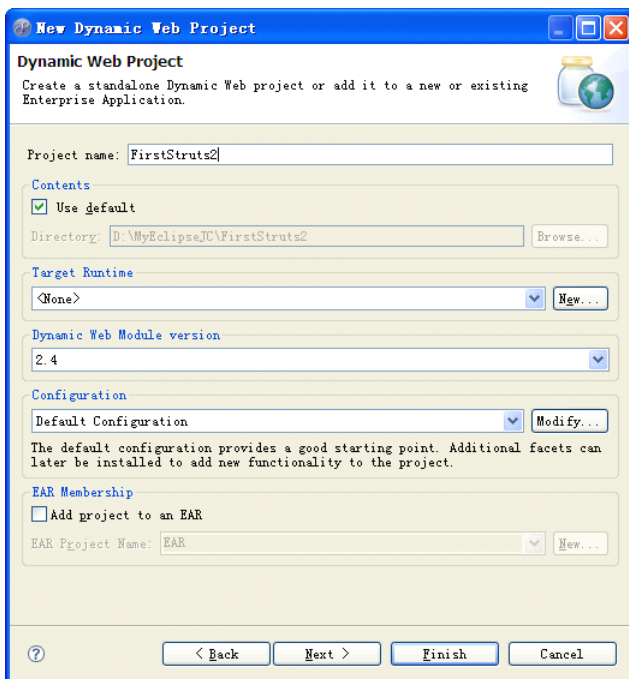 New Dynamic Web Project
Dynamic Web Project
Create a standalone Dynamic Web project or add it to a new or existing
Enterprise Application.
Project name: FirstStruts2
Contents
Use default
Directory: D:\MyEclipseJC\FirstStruts2 Browse...
Target Runtime
<None> New...
Dynamic Web Module version
2.4
Configuration
Default Configuration Modify...
The default configuration provides a good starting point. Additional facets can
later be installed to add new functionality to the project.
EAR Membership
Add project to an EAR
EAR Project Name: EAR New...
? < Back Next > Finish Cancel